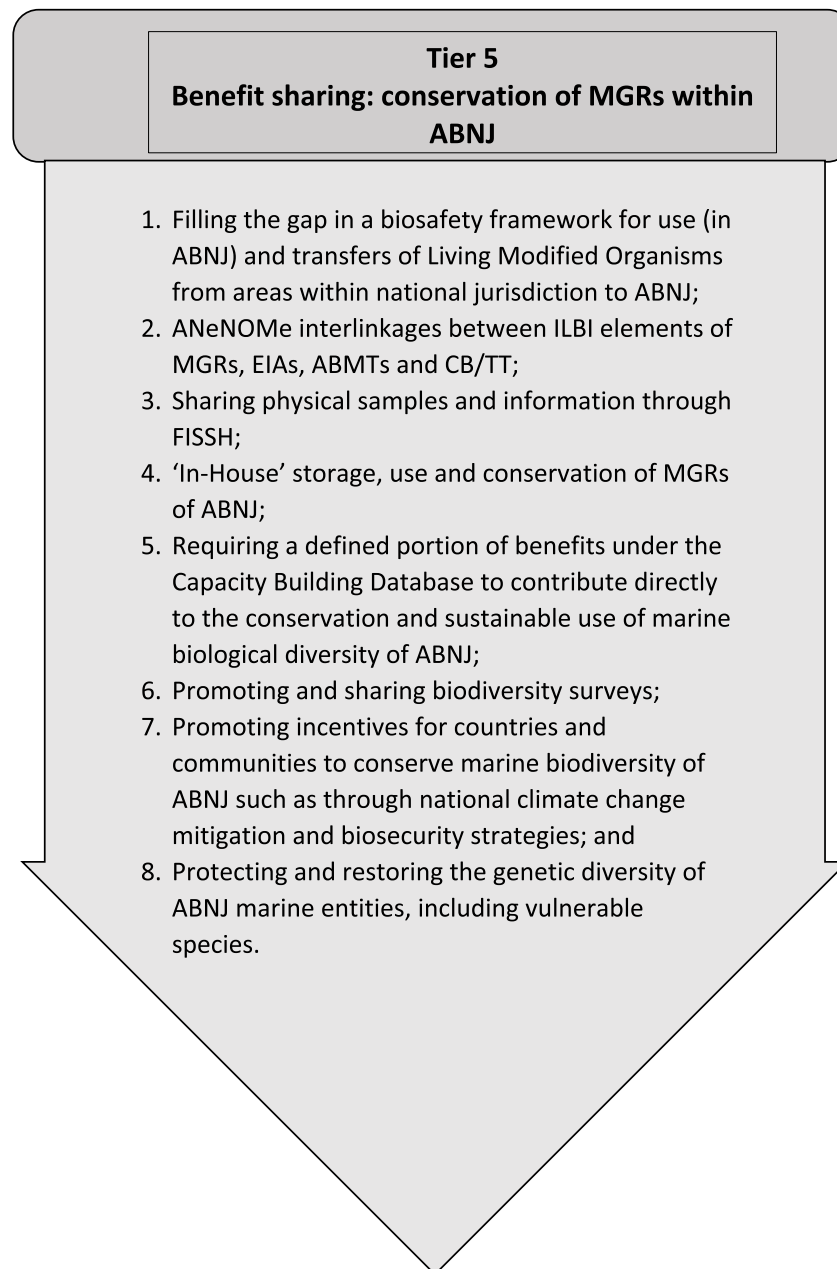 Tier 5
Benefit sharing: conservation of MGRs within
ABNJ
1. Filling the gap in a biosafety framework for use (in
ABNJ) and transfers of Living Modified Organisms
from areas within national jurisdiction to ABNJ;
2. ANeNOMe interlinkages between ILBI elements of
MGRs, EIAs, ABMTs and CB/TT;
3. Sharing physical samples and information through
FISSH;
4. ‘In-House’ storage, use and conservation of MGRs
of ABNJ;
5. Requiring a defined portion of benefits under the
Capacity Building Database to contribute directly
to the conservation and sustainable use of marine
biological diversity of ABNJ;
6. Promoting and sharing biodiversity surveys;
7. Promoting incentives for countries and
communities to conserve marine biodiversity of
ABNJ such as through national climate change
mitigation and biosecurity strategies; and
8. Protecting and restoring the genetic diversity of
ABNJ marine entities, including vulnerable
species.